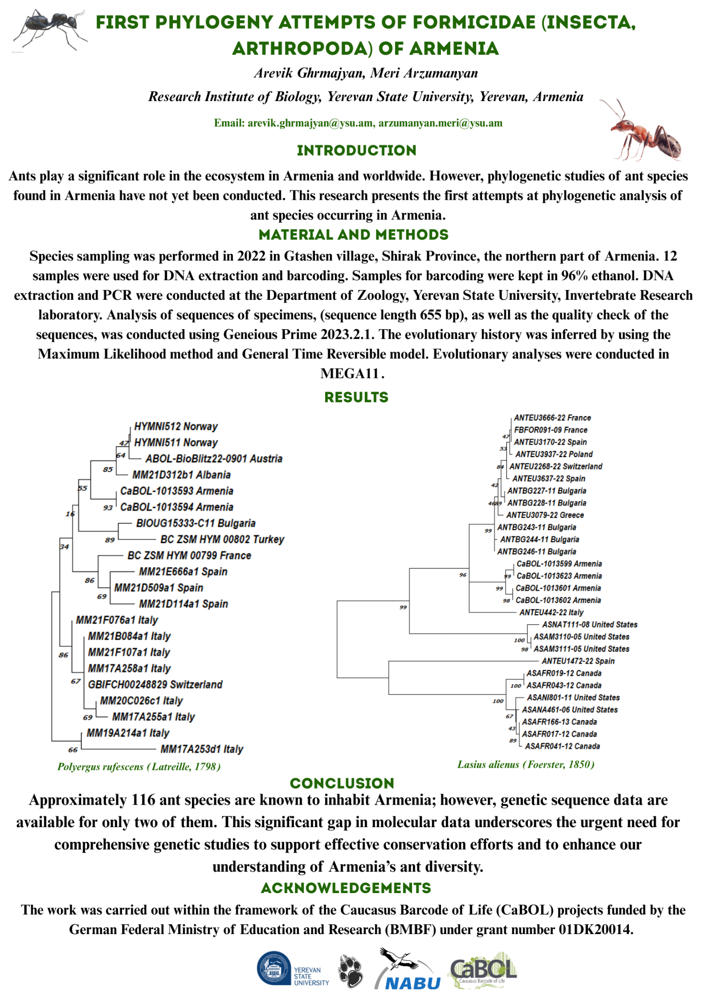 FIRST PHYLOGENY ATTEMPTS OF FORMICIDAE (INSECTA,
ARTHROPODA) OF ARMENIA
Arevik Ghrmajyan, Meri Arzumanyan
Research Institute of Biology, Yerevan State University, Yerevan, Armenia
Email: arevik.ghrmajyan@ysu.am, arzumanyan.meri@ysu.am
INTRODUCTION
Ants play a significant role in the ecosystem in Armenia and worldwide. However, phylogenetic studies of ant species
found in Armenia have not yet been conducted. This research presents the first attempts at phylogenetic analysis of
ant species occurring in Armenia.
MATERIAL AND METHODS
Species sampling was performed in 2022 in Gtashen village, Shirak Province, the northern part of Armenia. 12
samples were used for DNA extraction and barcoding. Samples for barcoding were kept in 96% ethanol. DNA
extraction and PCR were conducted at the Department of Zoology, Yerevan State University, Invertebrate Research
laboratory. Analysis of sequences of specimens, (sequence length 655 bp), as well as the quality check of the
sequences, was conducted using Geneious Prime 2023.2.1. The evolutionary history was inferred by using the
Maximum Likelihood method and General Time Reversible model. Evolutionary analyses were conducted in
MEGA11.
RESULTS
HYMNI512 Norway
47 HYMNI511 Norway
64 ABOL-BioBlitz22-0901 Austria
85 MM21D312b1 Albania
55 CaBOL-1013593 Armenia
93 CaBOL-1013594 Armenia
16
BIOUG15333-C11 Bulgaria
89 BC ZSM HYM 00802 Turkey
34
BC ZSM HYM 00799 France
MM21E666a1 Spain
86
MM21D509a1 Spain
69
MM21D114a1 Spain
MM21F076a1 Italy
MM21B084a1 Italy
86 MM21F107a1 Italy
MM17A258a1 Italy
67
GBIFCH00248829 Switzerland
MM20C026c1 Italy
69 MM17A255a1 Italy
MM19A214a1 Italy
66 MM17A253d1 Italy
Polyergus rufescens (Latreille, 1798)
ANTEU3666-22 France
FBFOR091-09 France
47
ANTEU3170-22 Spain
53
ANTEU3937-22 Poland
84 ANTEU2268-22 Switzerland
ANTEU3637-22 Spain
42
ANTBG227-11 Bulgaria
46 89 ANTBG228-11 Bulgaria
ANTEU3079-22 Greece
99 ANTBG243-11 Bulgaria
ANTBG244-11 Bulgaria
ANTBG246-11 Bulgaria
CaBOL-1013599 Armenia
96 99 CaBOL-1013623 Armenia
99 CaBOL-1013601 Armenia
98 CaBOL-1013602 Armenia
99
ANTEU442-22 Italy
ASNAT111-08 United States
100 ASAM3110-05 United States
98 ASAM3111-05 United States
ANTEU1472-22 Spain
ASAFR019-12 Canada
100 ASAFR043-12 Canada
100
ASANI801-11 United States
ASANA461-06 United States
67
ASAFR166-13 Canada
43
ASAFR017-12 Canada
89
ASAFR041-12 Canada
Lasius alienus (Foerster, 1850)
CONCLUSION
Approximately 116 ant species are known to inhabit Armenia; however, genetic sequence data are
available for only two of them. This significant gap in molecular data underscores the urgent need for
comprehensive genetic studies to support effective conservation efforts and to enhance our
understanding of Armenia’s ant diversity.
ACKNOWLEDGEMENTS
The work was carried out within the framework of the Caucasus Barcode of Life (CaBOL) projects funded by the
German Federal Ministry of Education and Research (BMBF) under grant number 01DK20014.
YEREVAN
STATE
UNIVERSITY
NABU
CaBOL
Caucasus Barcode of Life